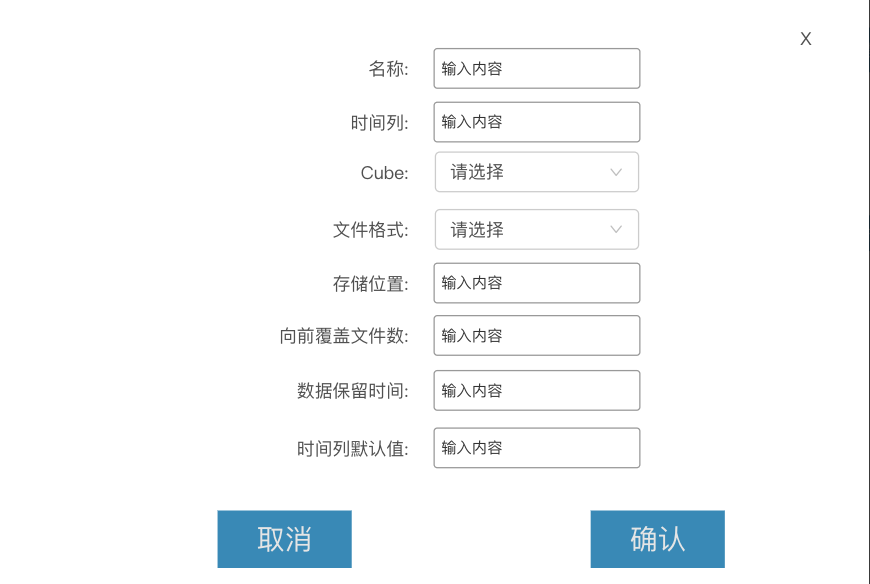 X
名称: 输入内容
时间列: 输入内容
Cube: 请选择
文件格式: 请选择
存储位置: 输入内容
向前覆盖文件数: 输入内容
数据保留时间: 输入内容
时间列默认值: 输入内容
取消 确认